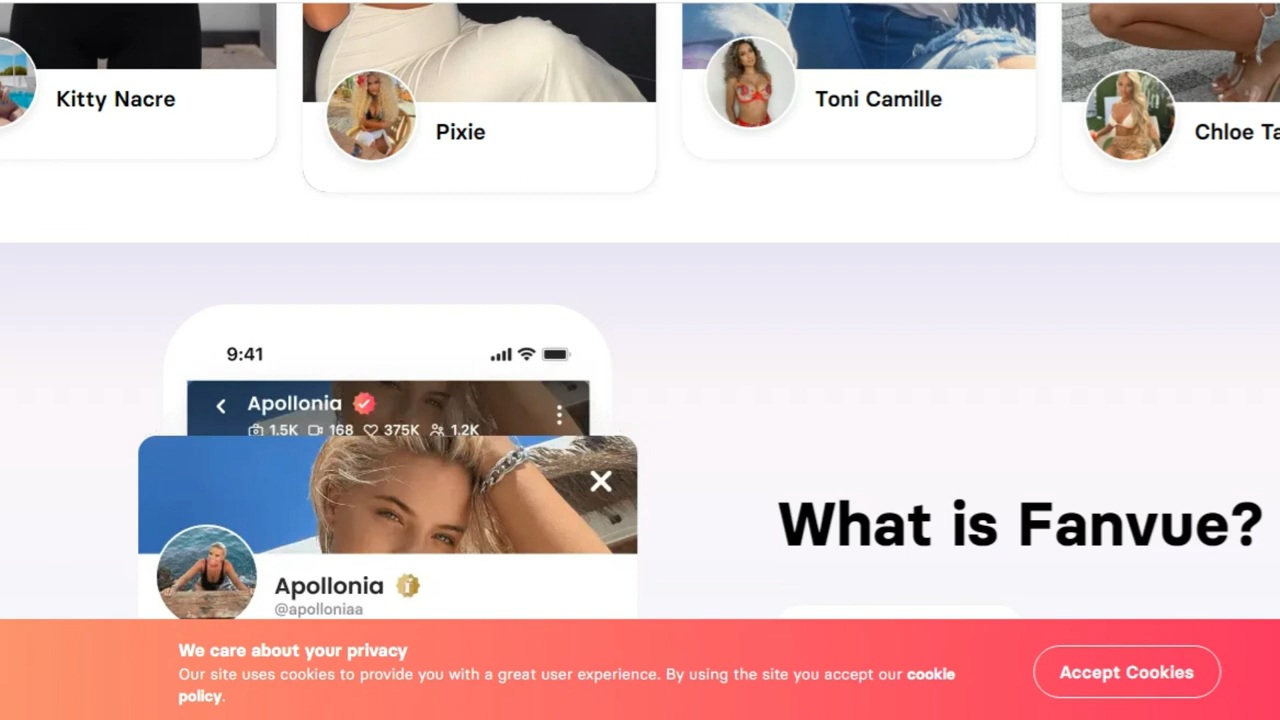 Kitty Nacre
Pixie
Toni Camille
Chloe Ta
9:41
Apollonia
1.5K 168 375K 1.2K
Apollonia
@apolloniaa
What is Fanvue?
We care about your privacy
Our site uses cookies to provide you with a great user experience. By using the site you accept our cookie
policy.
Accept Cookies